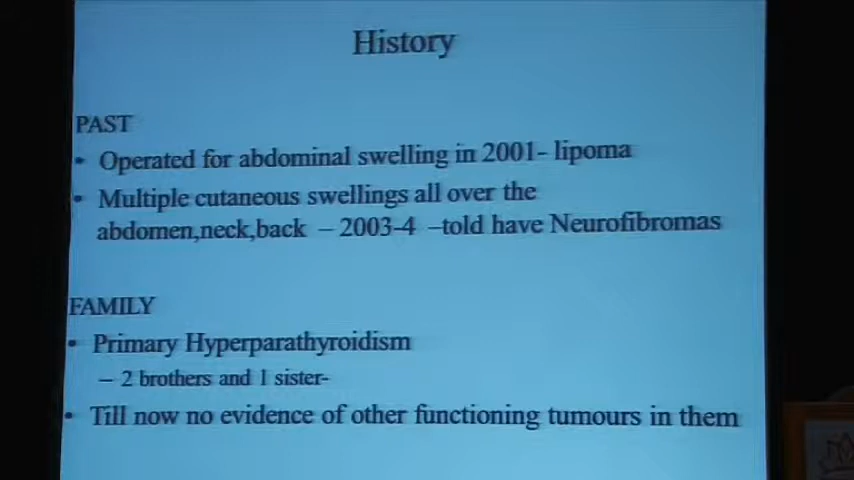 History
PAST
• Operated for abdominal swelling in 2001- lipoma
• Multiple cutaneous swellings all over the
abdomen,neck,back – 2003-4 –told have Neurofibromas
FAMILY
• Primary Hyperparathyroidism
– 2 brothers and 1 sister-
• Till now no evidence of other functioning tumours in them